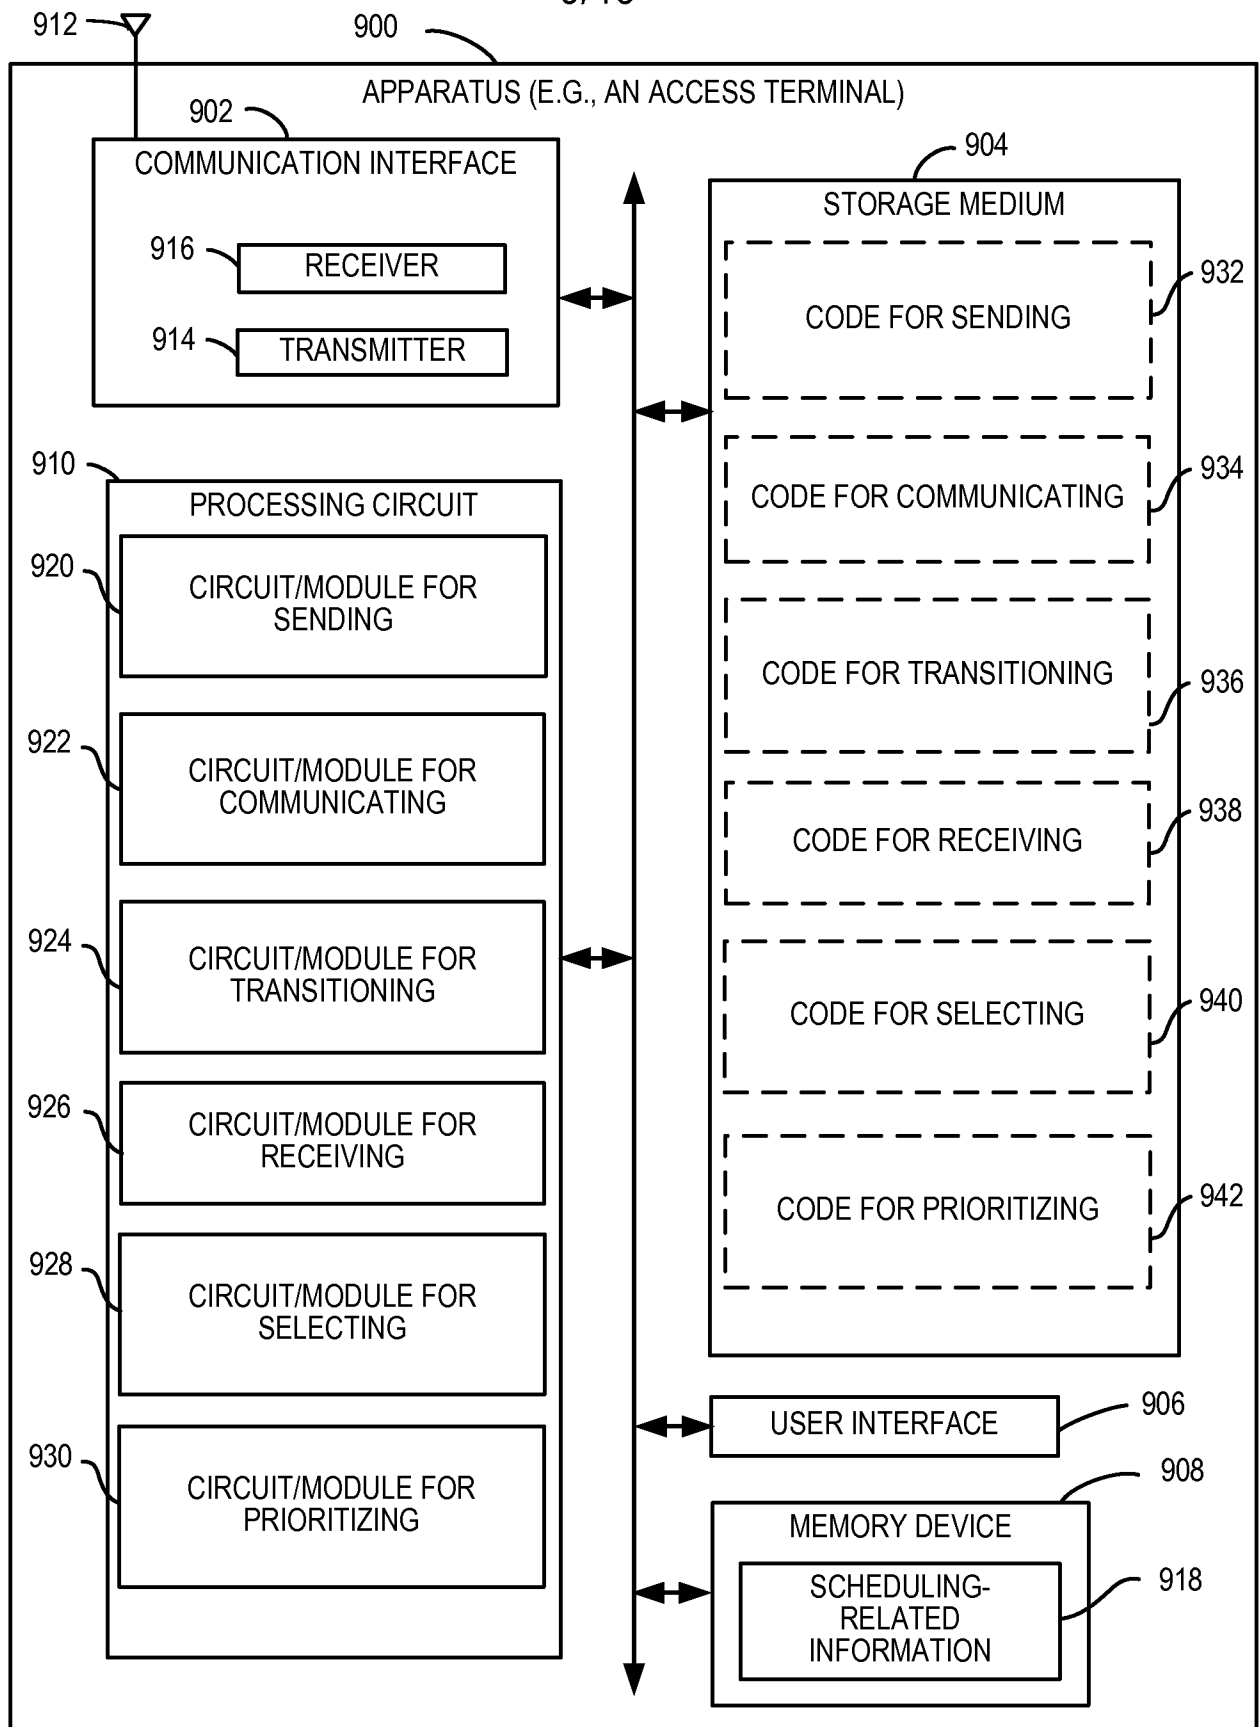 912
900
APPARATUS (E.G., AN ACCESS TERMINAL)
902
COMMUNICATION INTERFACE
916
RECEIVER
914
TRANSMITTER
904
STORAGE MEDIUM
CODE FOR SENDING
932
CODE FOR COMMUNICATING
934
CODE FOR TRANSITIONING
936
CODE FOR RECEIVING
938
CODE FOR SELECTING
940
CODE FOR PRIORITIZING
942
910
PROCESSING CIRCUIT
920
CIRCUIT/MODULE FOR
SENDING
922
CIRCUIT/MODULE FOR
COMMUNICATING
924
CIRCUIT/MODULE FOR
TRANSITIONING
926
CIRCUIT/MODULE FOR
RECEIVING
928
CIRCUIT/MODULE FOR
SELECTING
930
CIRCUIT/MODULE FOR
PRIORITIZING
USER INTERFACE
906
908
MEMORY DEVICE
SCHEDULING-
RELATED
INFORMATION
918